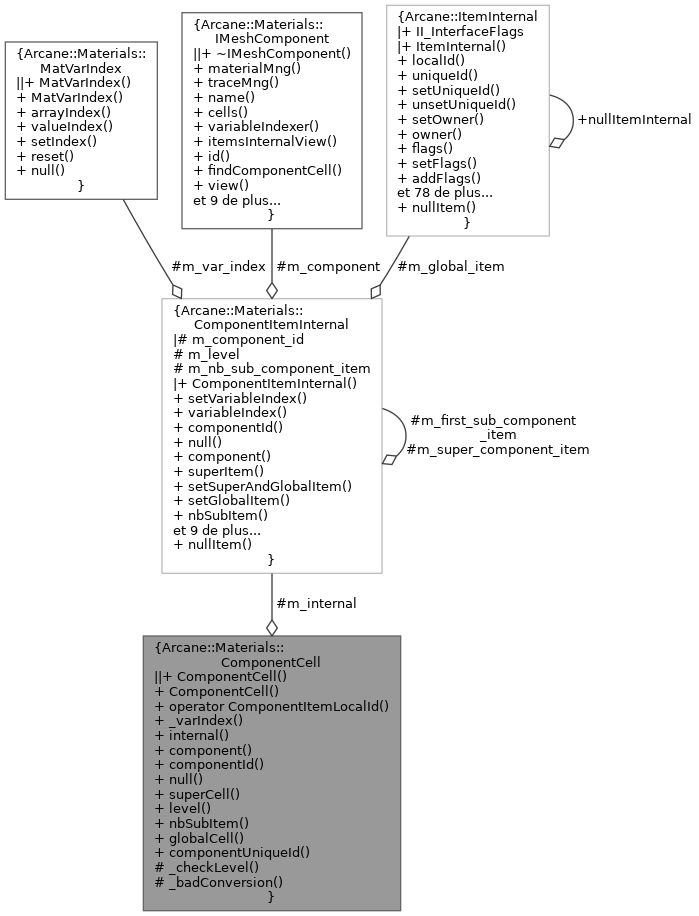 {Arcane::Materials::
MatVarIndex
||+ MatVarIndex()
+ MatVarIndex()
+ arrayIndex()
+ valueIndex()
+ setIndex()
+ reset()
+ null()
}
{Arcane::Materials::
IMeshComponent
||+ ~IMeshComponent()
+ materialMng()
+ traceMng()
+ name()
+ cells()
+ variableIndexer()
+ itemsInternalView()
+ id()
+ findComponentCell()
+ view()
et 9 de plus...
}
{Arcane::ItemInternal
|+ II_InterfaceFlags
|+ ItemInternal()
+ localId()
+ uniqueId()
+ setUniqueId()
+ unsetUniqueId()
+ setOwner()
+ owner()
+ flags()
+ setFlags()
+ addFlags()
et 78 de plus...
+ nullItem()
}
+nullItemInternal
#m_var_index
#m_component
#m_global_item
{Arcane::Materials::
ComponentItemInternal
|# m_component_id
# m_level
# m_nb_sub_component_item
|+ ComponentItemInternal()
+ setVariableIndex()
+ variableIndex()
+ componentId()
+ null()
+ component()
+ superItem()
+ setSuperAndGlobalItem()
+ setGlobalItem()
+ nbSubItem()
et 9 de plus...
+ nullItem()
}
#m_first_sub_component
_item
#m_super_component_item
#m_internal
{Arcane::Materials::
ComponentCell
||+ ComponentCell()
+ ComponentCell()
+ operator ComponentItemLocalId()
+ _varIndex()
+ internal()
+ component()
+ componentId()
+ null()
+ superCell()
+ level()
+ nbSubItem()
+ globalCell()
+ componentUniqueId()
# _checkLevel()
# _badConversion()
}